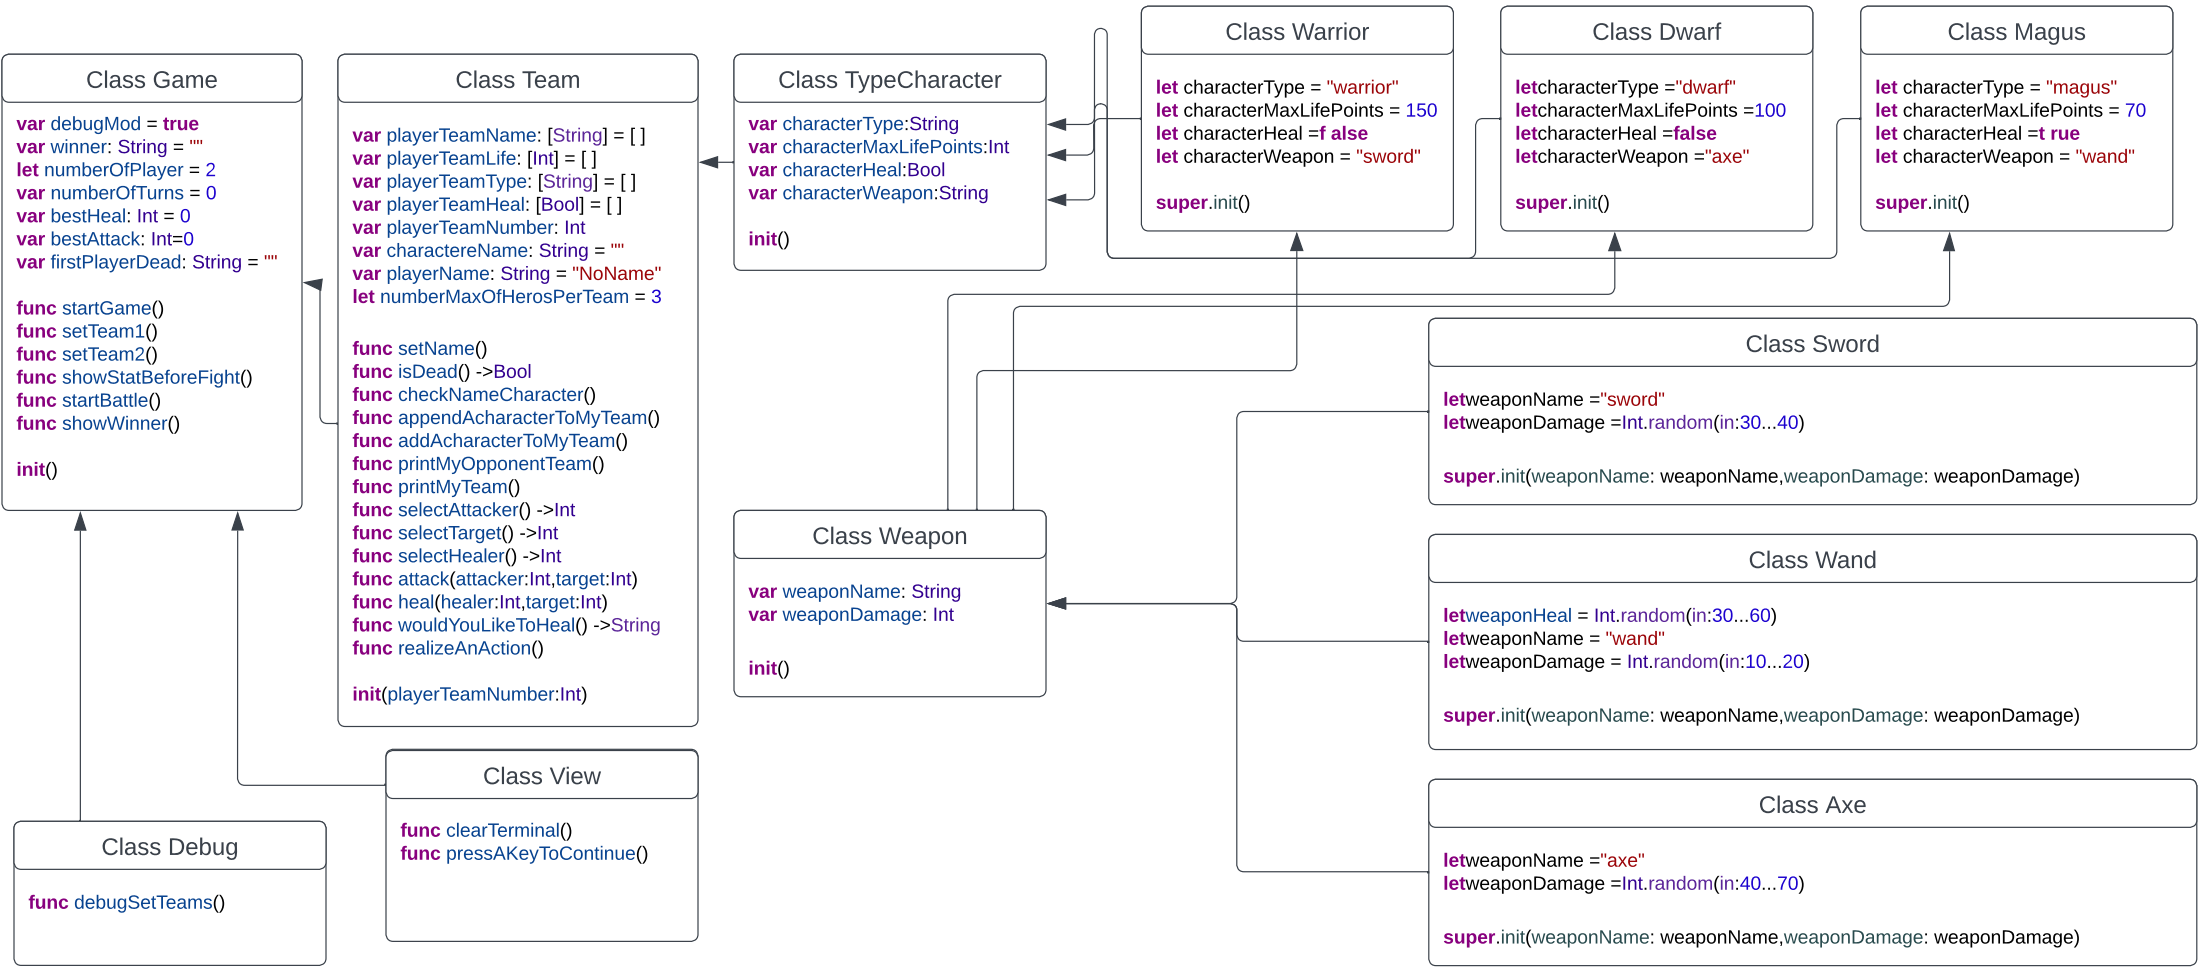 Class Game
var debugMod = true
var winner: String = ""
let numberOfPlayer = 2
var numberOfTurns = 0
var bestHeal: Int = 0
var bestAttack: Int=0
var firstPlayerDead: String = ""
func startGame()
func setTeam1()
func setTeam2()
func showStatBeforeFight()
func startBattle()
func showWinner()
init()
Class Team
var playerTeamName: [String] = [ ]
var playerTeamLife: [Int] = [ ]
var playerTeamType: [String] = [ ]
var playerTeamHeal: [Bool] = [ ]
var playerTeamNumber: Int
var charactereName: String = ""
var playerName: String = "NoName"
let numberMaxOfHerosPerTeam = 3
func setName()
func isDead() ->Bool
func checkNameCharacter()
func appendAcharacterToMyTeam()
func addAcharacterToMyTeam()
func printMyOpponentTeam()
func printMyTeam()
func selectAttacker() ->Int
func selectTarget() ->Int
func selectHealer() ->Int
func attack(attacker:Int,target:Int)
func heal(healer:Int,target:Int)
func wouldYouLikeToHeal() ->String
func realizeAnAction()
init(playerTeamNumber:Int)
Class TypeCharacter
var characterType:String
var characterMaxLifePoints:Int
var characterHeal:Bool
var characterWeapon:String
init()
Class Warrior
let characterType = "warrior"
let characterMaxLifePoints = 150
let characterHeal =f alse
let characterWeapon = "sword"
super.init()
Class Dwarf
letcharacterType ="dwarf"
letcharacterMaxLifePoints =100
letcharacterHeal =false
letcharacterWeapon ="axe"
super.init()
Class Magus
let characterType = "magus"
let characterMaxLifePoints = 70
let characterHeal =t rue
let characterWeapon = "wand"
super.init()
Class Weapon
var weaponName: String
var weaponDamage: Int
init()
Class Sword
letweaponName ="sword"
letweaponDamage =Int.random(in:30...40)
super.init(weaponName: weaponName,weaponDamage: weaponDamage)
Class Wand
letweaponHeal = Int.random(in:30...60)
letweaponName = "wand"
letweaponDamage = Int.random(in:10...20)
super.init(weaponName: weaponName,weaponDamage: weaponDamage)
Class Axe
letweaponName ="axe"
letweaponDamage =Int.random(in:40...70)
super.init(weaponName: weaponName,weaponDamage: weaponDamage)
Class View
func clearTerminal()
func pressAKeyToContinue()
Class Debug
func debugSetTeams()